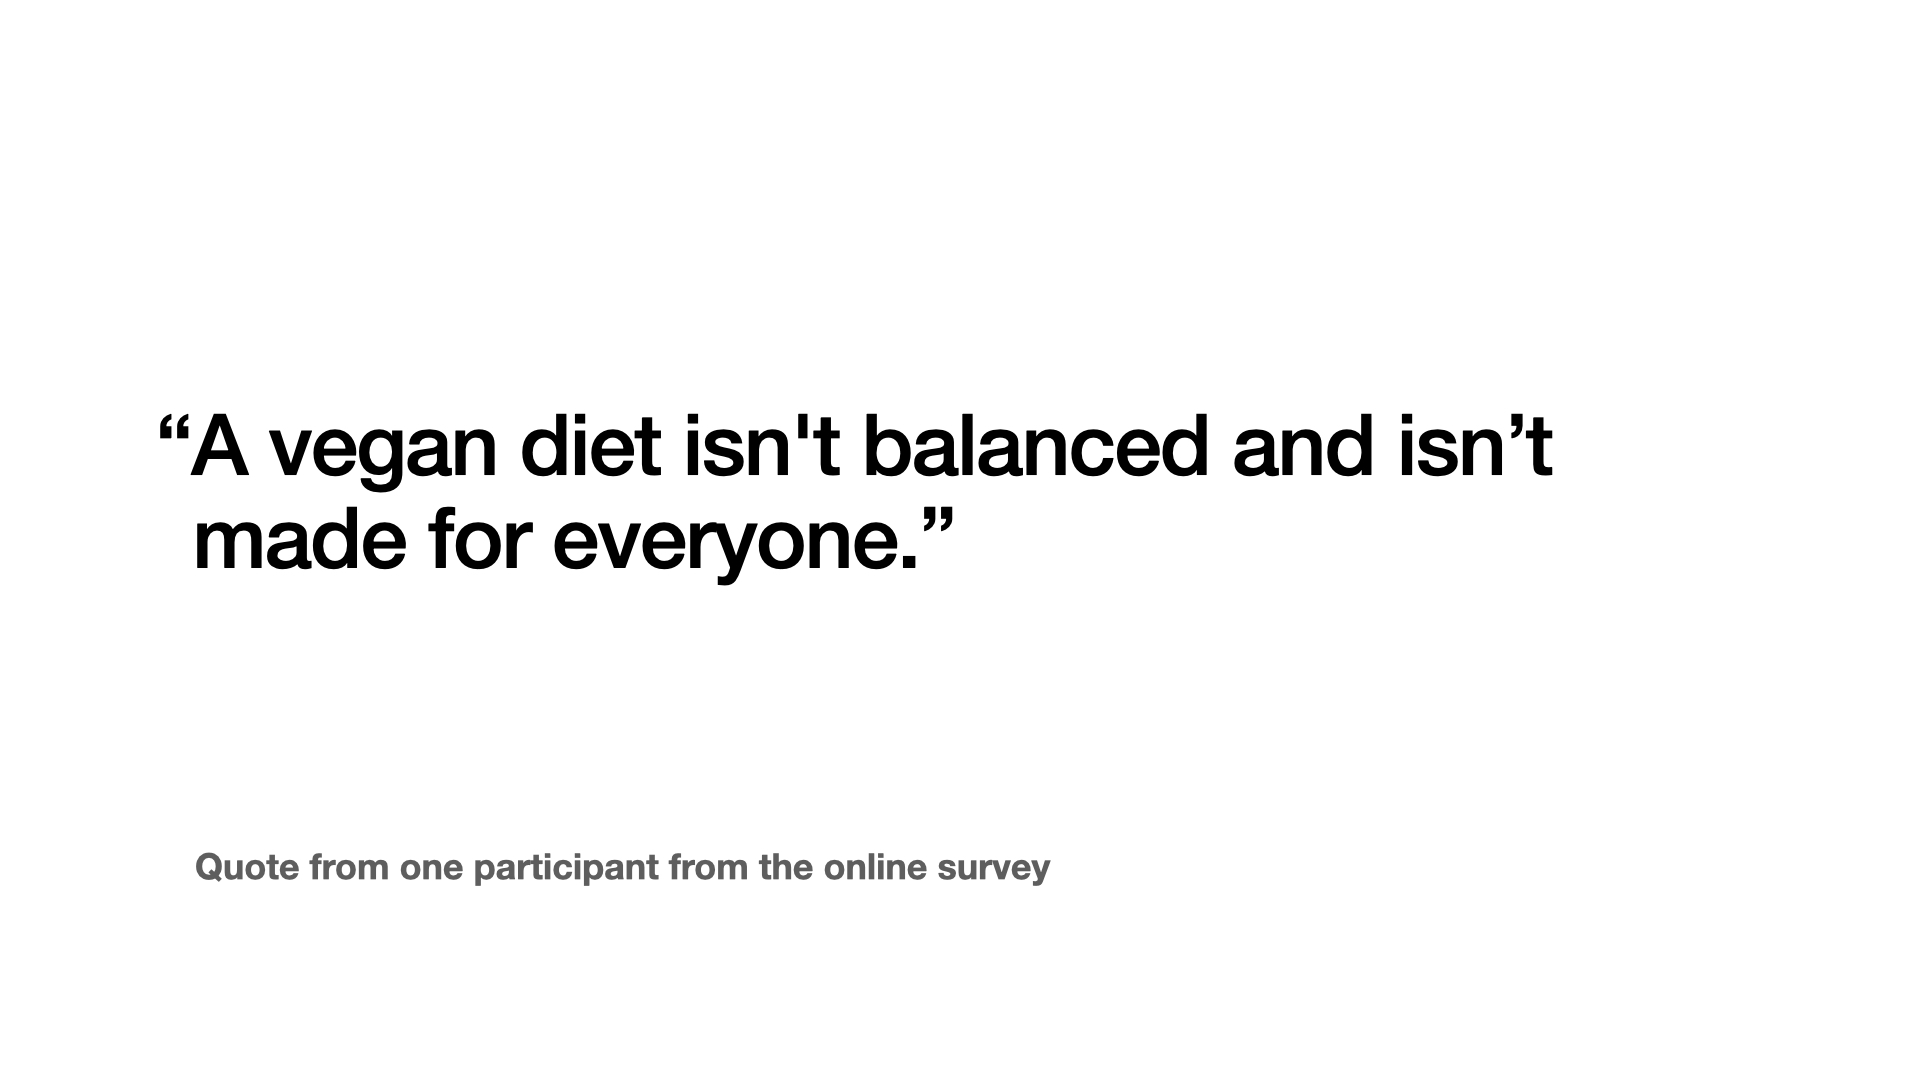 “A vegan diet isn't balanced and isn’t
made for everyone.”
Quote from one participant from the online survey